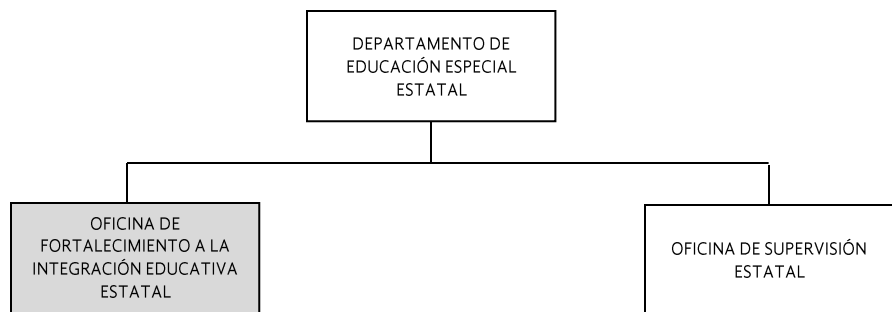 DEPARTAMENTO DE
EDUCACIÓN ESPECIAL
ESTATAL
OFICINA DE
FORTALECIMIENTO A LA
INTEGRACIÓN EDUCATIVA
ESTATAL
OFICINA DE SUPERVISIÓN
ESTATAL